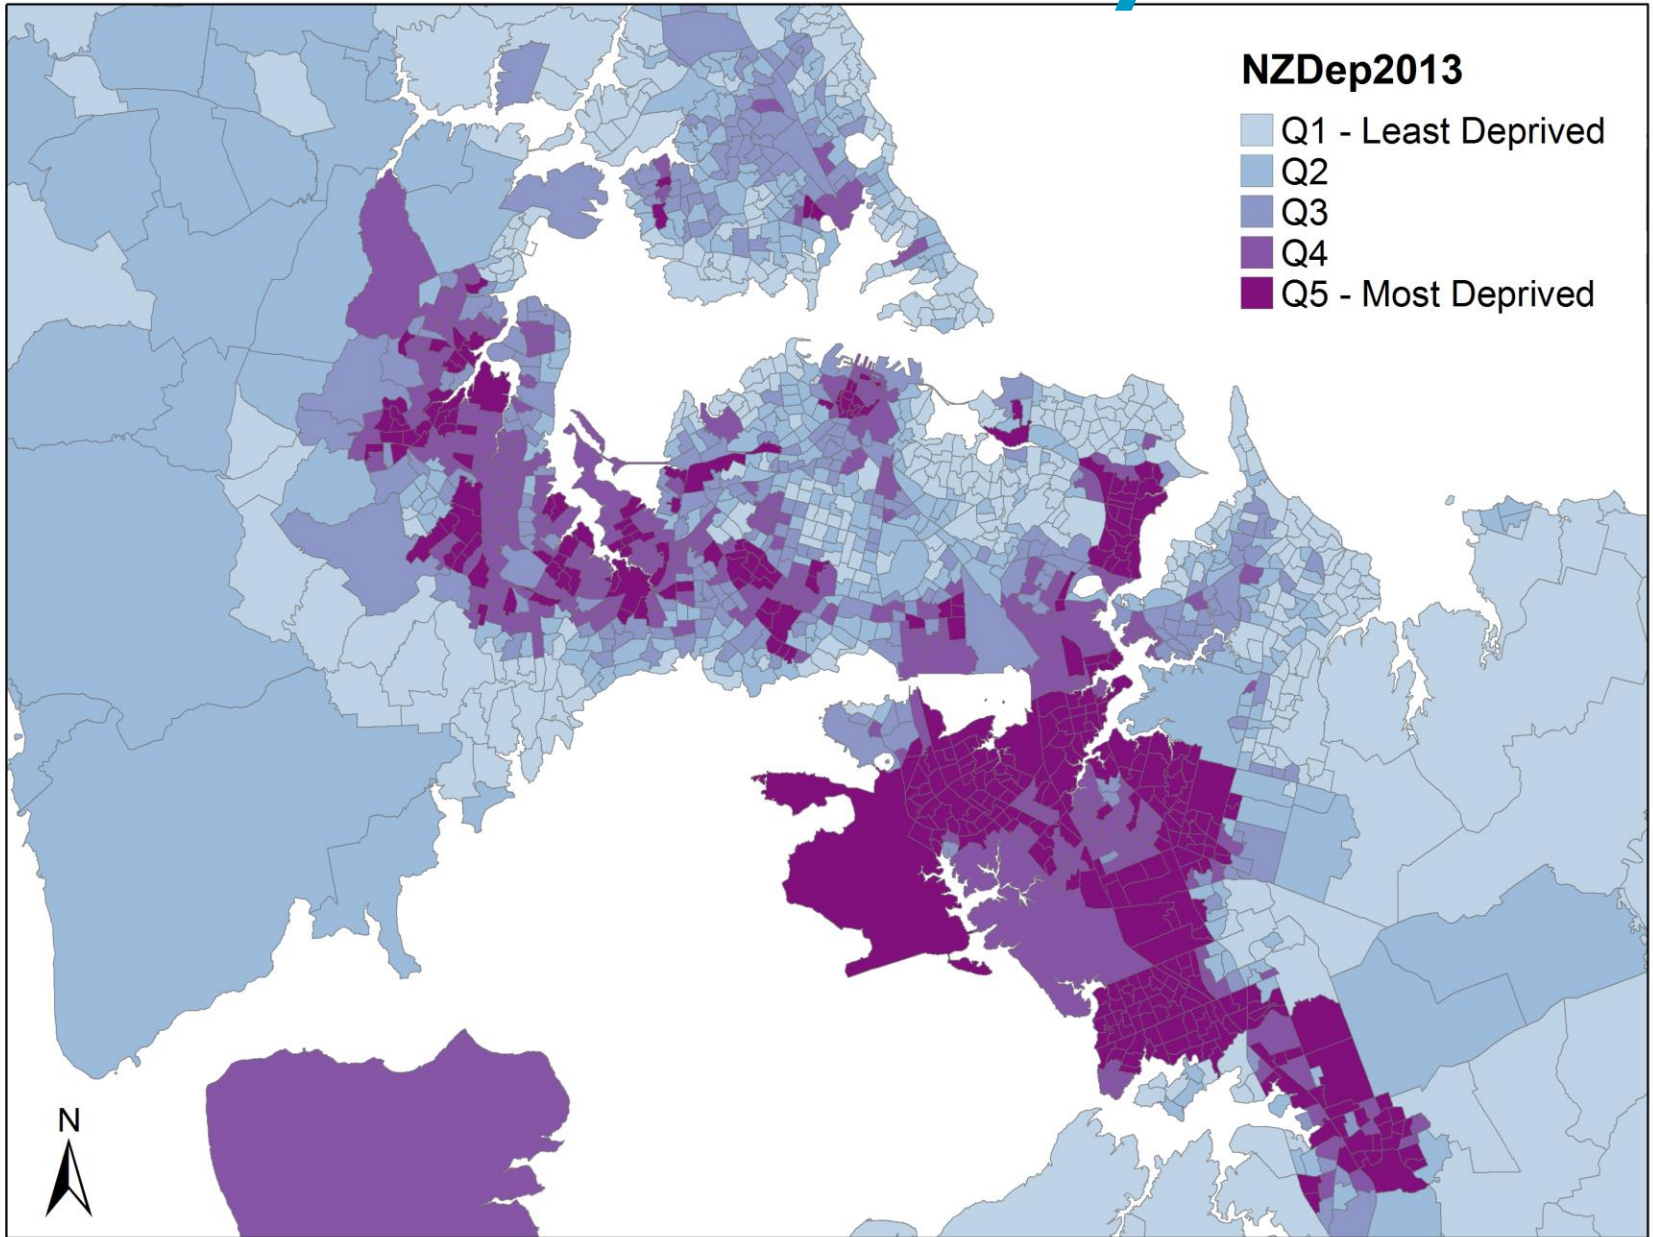 NZDep2013
Q1 - Least Deprived
Q2
Q3
Q4
Q5 - Most Deprived
N